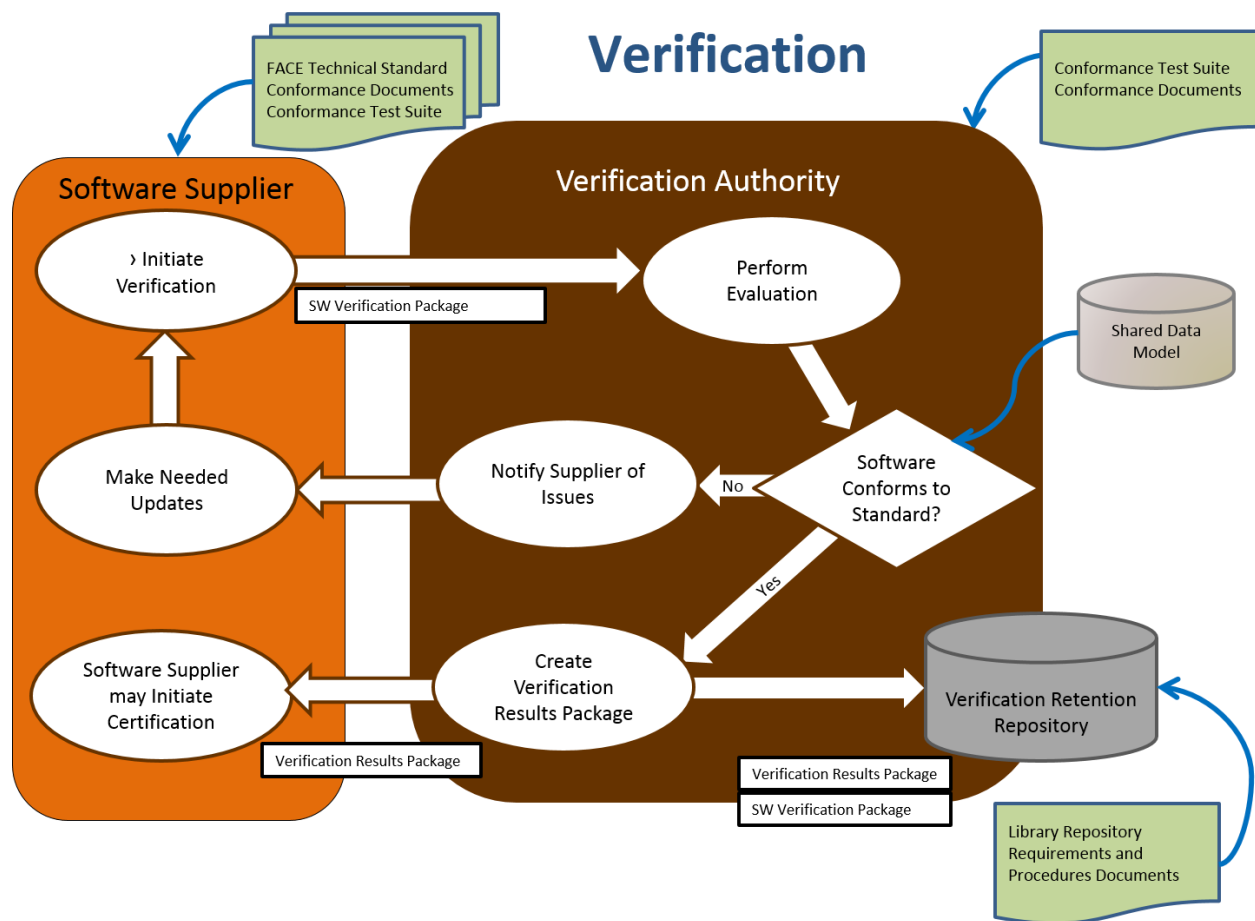 Verification
FACE Technical Standard
Conformance Documents
Conformance Test Suite
Conformance Test Suite
Conformance Documents
Software Supplier
Verification Authority
› Initiate
Verification
SW Verification Package
Perform
Evaluation
Shared Data
Model
Make Needed
Updates
Notify Supplier of
Issues
No
Software
Conforms to
Standard?
Yes
Software Supplier
may Initiate
Certification
Create
Verification
Results Package
Verification Retention
Repository
Verification Results Package
Verification Results Package
SW Verification Package
Library Repository
Requirements and
Procedures Documents